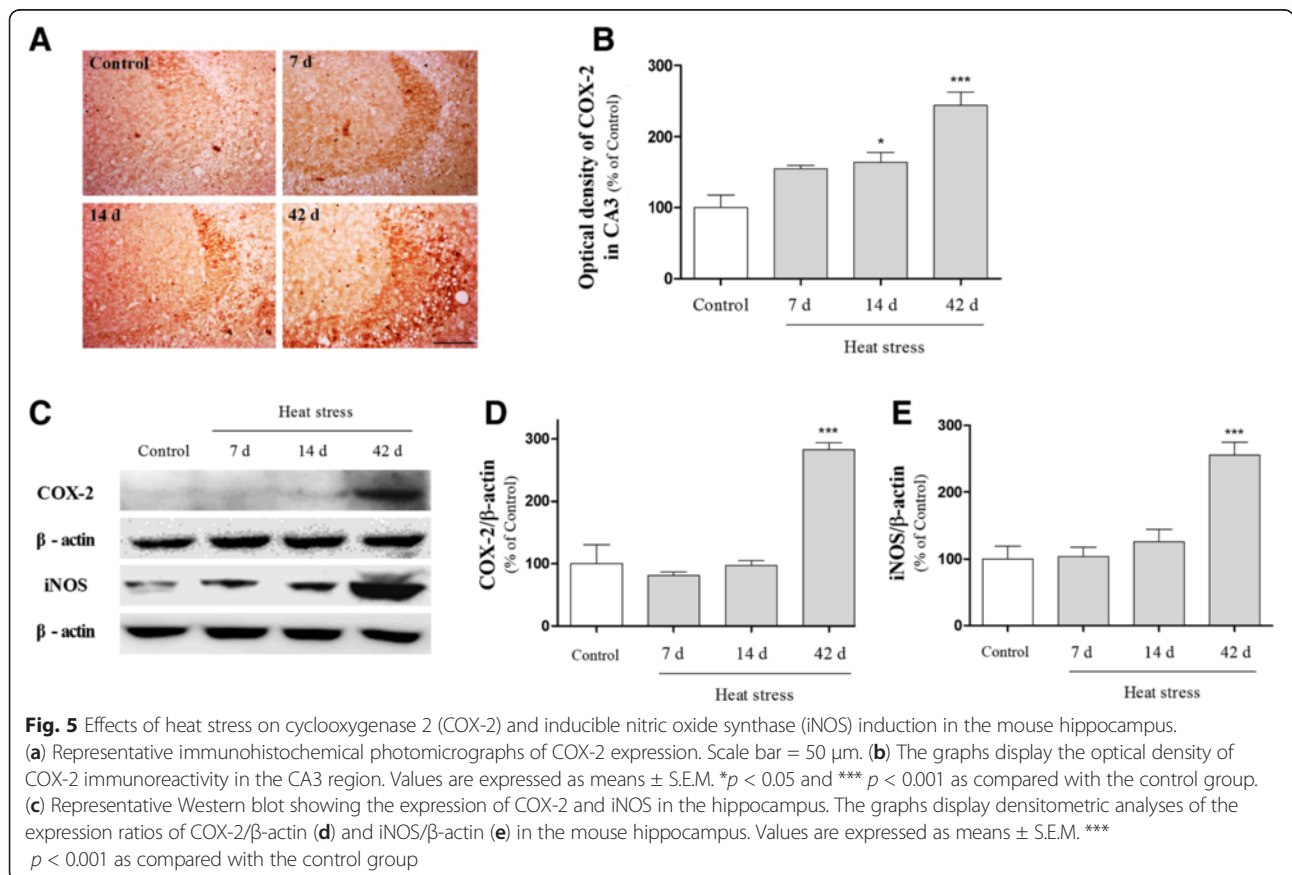 A
Control
7 d
14 d
42 d
B
Optical density of COX-2
in CA3 (% of Control)
300
200
100
0
***
*
Control
7 d
14 d
42 d
Heat stress
C
Heat stress
Control
7 d
14 d
42 d
COX-2
β - actin
iNOS
β - actin
D
COX-2/β-actin
(% of Control)
300
200
100
0
***
Control
7 d
14 d
42 d
Heat stress
E
iNOS/β-actin
(% of Control)
300
200
100
0
***
Control
7 d
14 d
42 d
Heat stress
Fig. 5 Effects of heat stress on cyclooxygenase 2 (COX-2) and inducible nitric oxide synthase (iNOS) induction in the mouse hippocampus.
(a) Representative immunohistochemical photomicrographs of COX-2 expression. Scale bar = 50 μm. (b) The graphs display the optical density of
COX-2 immunoreactivity in the CA3 region. Values are expressed as means ± S.E.M. *p < 0.05 and *** p < 0.001 as compared with the control group.
(c) Representative Western blot showing the expression of COX-2 and iNOS in the hippocampus. The graphs display densitometric analyses of the
expression ratios of COX-2/β-actin (d) and iNOS/β-actin (e) in the mouse hippocampus. Values are expressed as means ± S.E.M. ***
p < 0.001 as compared with the control group